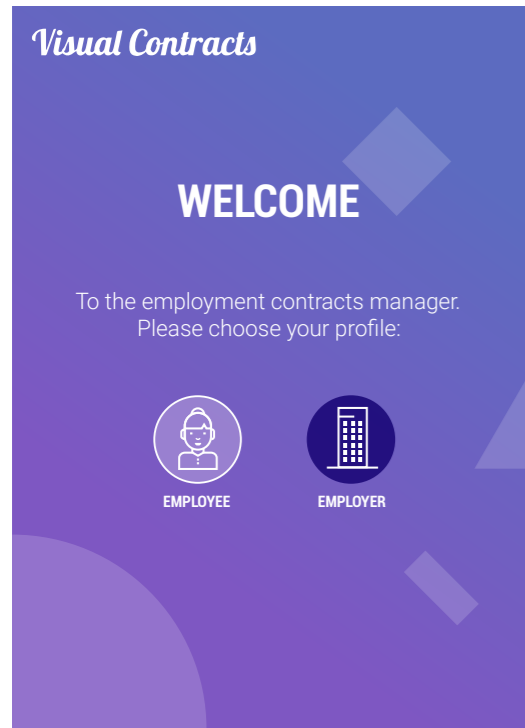 Visual Contracts
WELCOME
To the employment contracts manager.
Please choose your profile:
EMPLOYEE
EMPLOYER